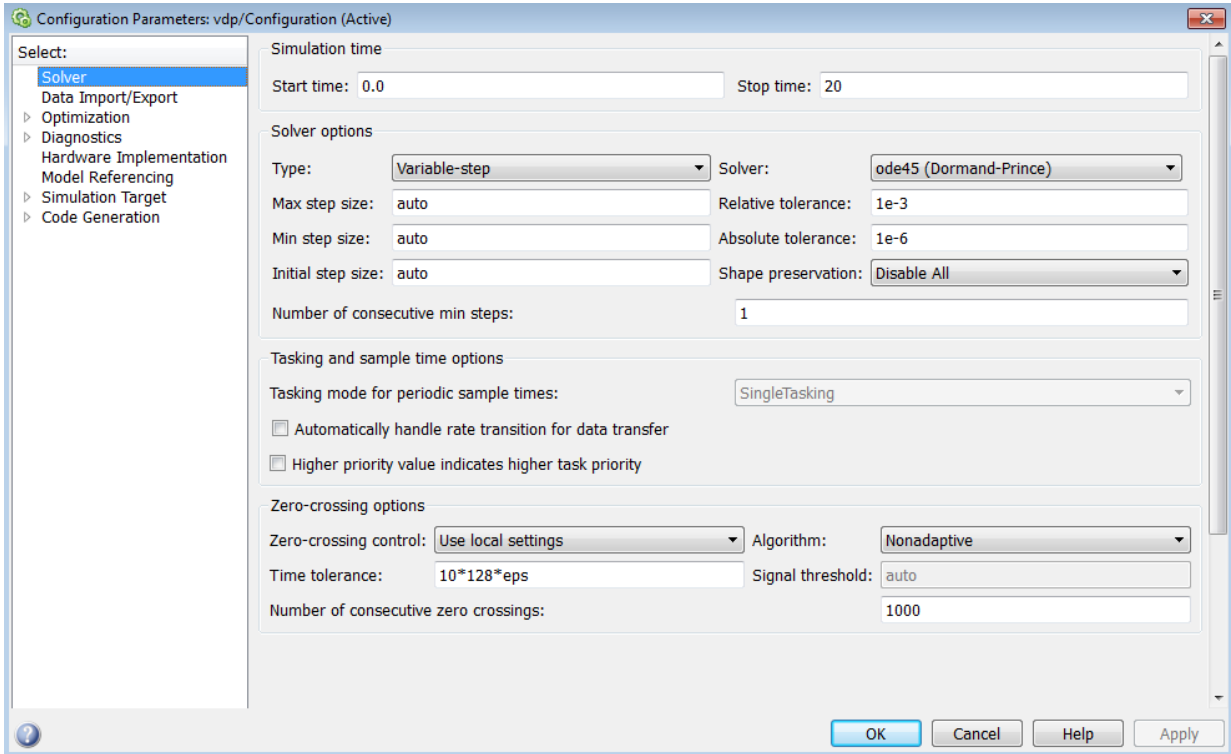 Configuration Parameters: vdp/Configuration (Active)
Select:
Solver
Data Import/Export
Optimization
Diagnostics
Hardware Implementation
Model Referencing
Simulation Target
Code Generation
Simulation time
Start time: 0.0 Stop time: 20
Solver options
Type: Variable-step Solver: ode45 (Dormand-Prince)
Max step size: auto Relative tolerance: 1e-3
Min step size: auto Absolute tolerance: 1e-6
Initial step size: auto Shape preservation: Disable All
Number of consecutive min steps: 1
Tasking and sample time options
Tasking mode for periodic sample times: SingleTasking
Automatically handle rate transition for data transfer
Higher priority value indicates higher task priority
Zero-crossing options
Zero-crossing control: Use local settings Algorithm: Nonadaptive
Time tolerance: 10*128*eps Signal threshold: auto
Number of consecutive zero crossings: 1000
? OK Cancel Help Apply